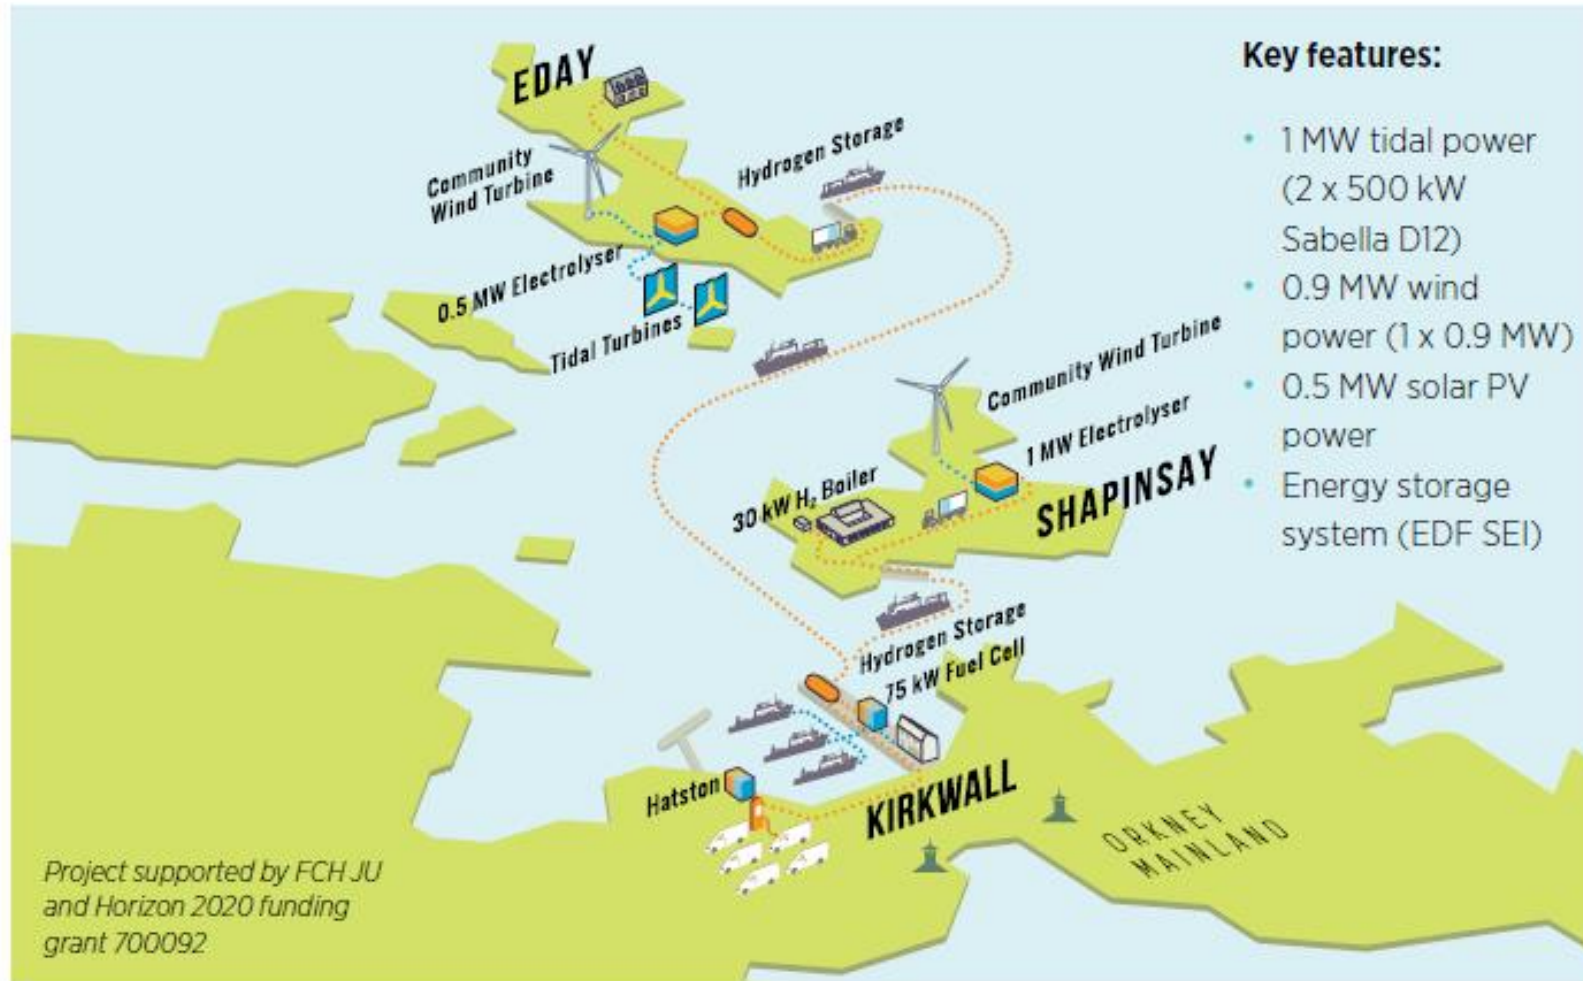 Key features:
• 1 MW tidal power
(2 x 500 kW
Sabella D12)
• 0.9 MW wind
power (1 x 0.9 MW)
• 0.5 MW solar PV
power
• Energy storage
system (EDF SEI)
EDAY
Community
Wind Turbine
Hydrogen Storage
0.5 MW Electrolyser
Tidal Turbines
Community Wind Turbine
1 MW Electrolyser
30 kW H₂ Boiler
SHAPINSAY
Hydrogen Storage
75 kW Fuel Cell
Hatston
KIRKWALL
ORKNEY
MAINLAND
Project supported by FCH JU
and Horizon 2020 funding
grant 700092